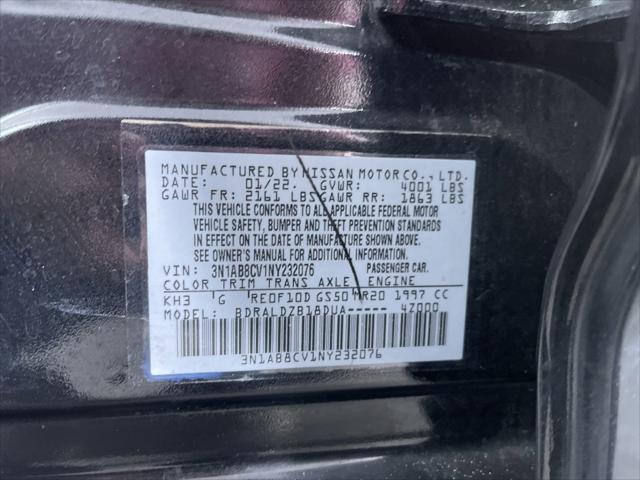 MANUFACTURED BY NISSAN MOTOR CO., LTD.
DATE: 01/22. GVWR: 4001 LBS
GAWR FR: 2161 LBS GAWR RR: 1863 LBS
THIS VEHICLE CONFORMS TO ALL APPLICABLE FEDERAL MOTOR
VEHICLE SAFETY, BUMPER AND THEFT PREVENTION STANDARDS
IN EFFECT ON THE DATE OF MANUFACTURE SHOWN ABOVE.
SEE OWNER'S MANUAL FOR ADDITIONAL INFORMATION.
VIN: 3N1AB8CV1NY232076 PASSENGER CAR.
COLOR TRIM TRANS AXLE ENGINE
KH3 G RE0F10D GS50 MR20 1997 CC
MODEL: BDRALDZB18DUA----- 4Z000
3N1AB8CV1NY232076